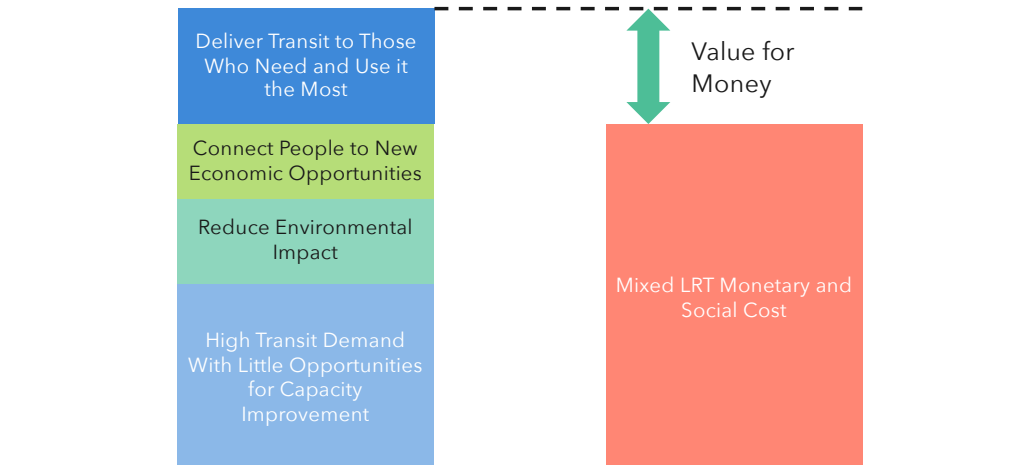 Deliver Transit to Those
Who Need and Use it
the Most
Value for
Money
Connect People to New
Economic Opportunities
Reduce Environmental
Impact
Mixed LRT Monetary and
Social Cost
High Transit Demand
With Little Opportunities
for Capacity
Improvement